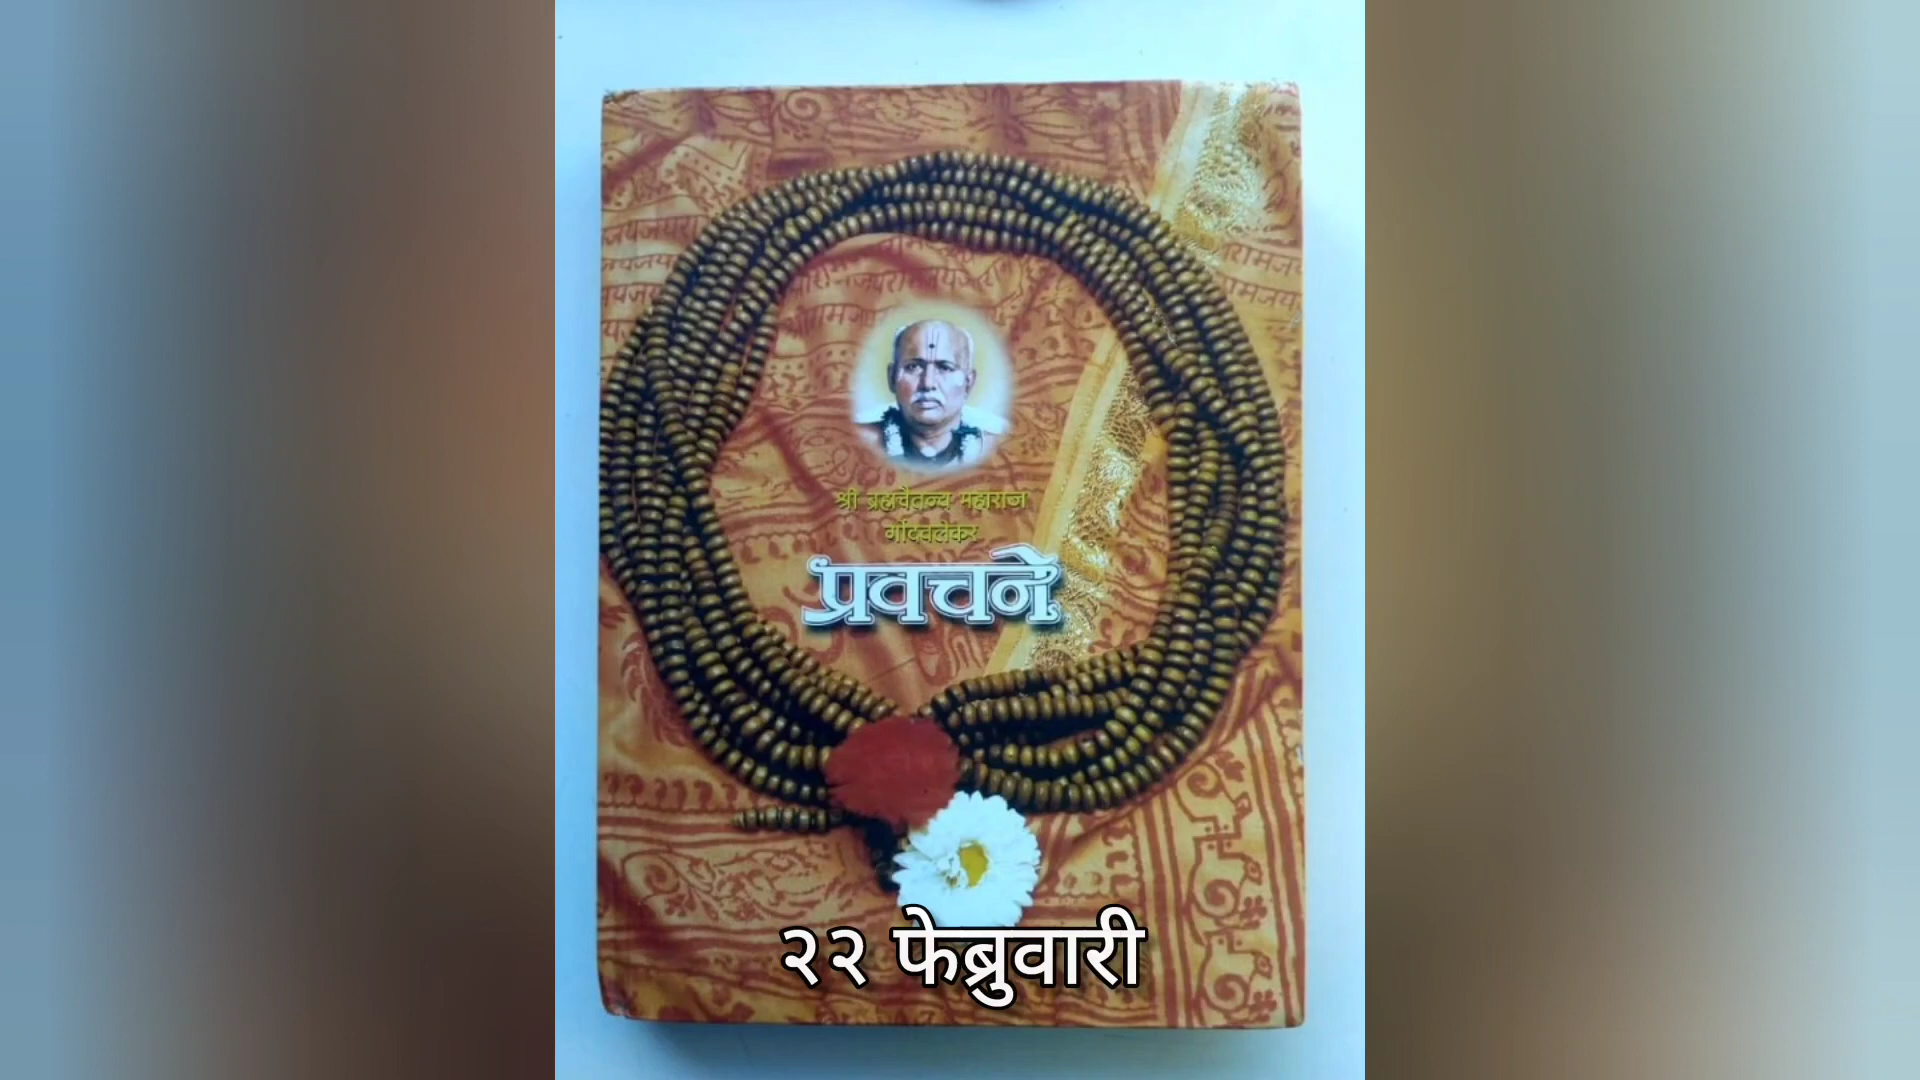 श्री ब्रह्मचैतन्य महाराज
गोंदवलेकर
प्रवचने
२२ फेब्रुवारी